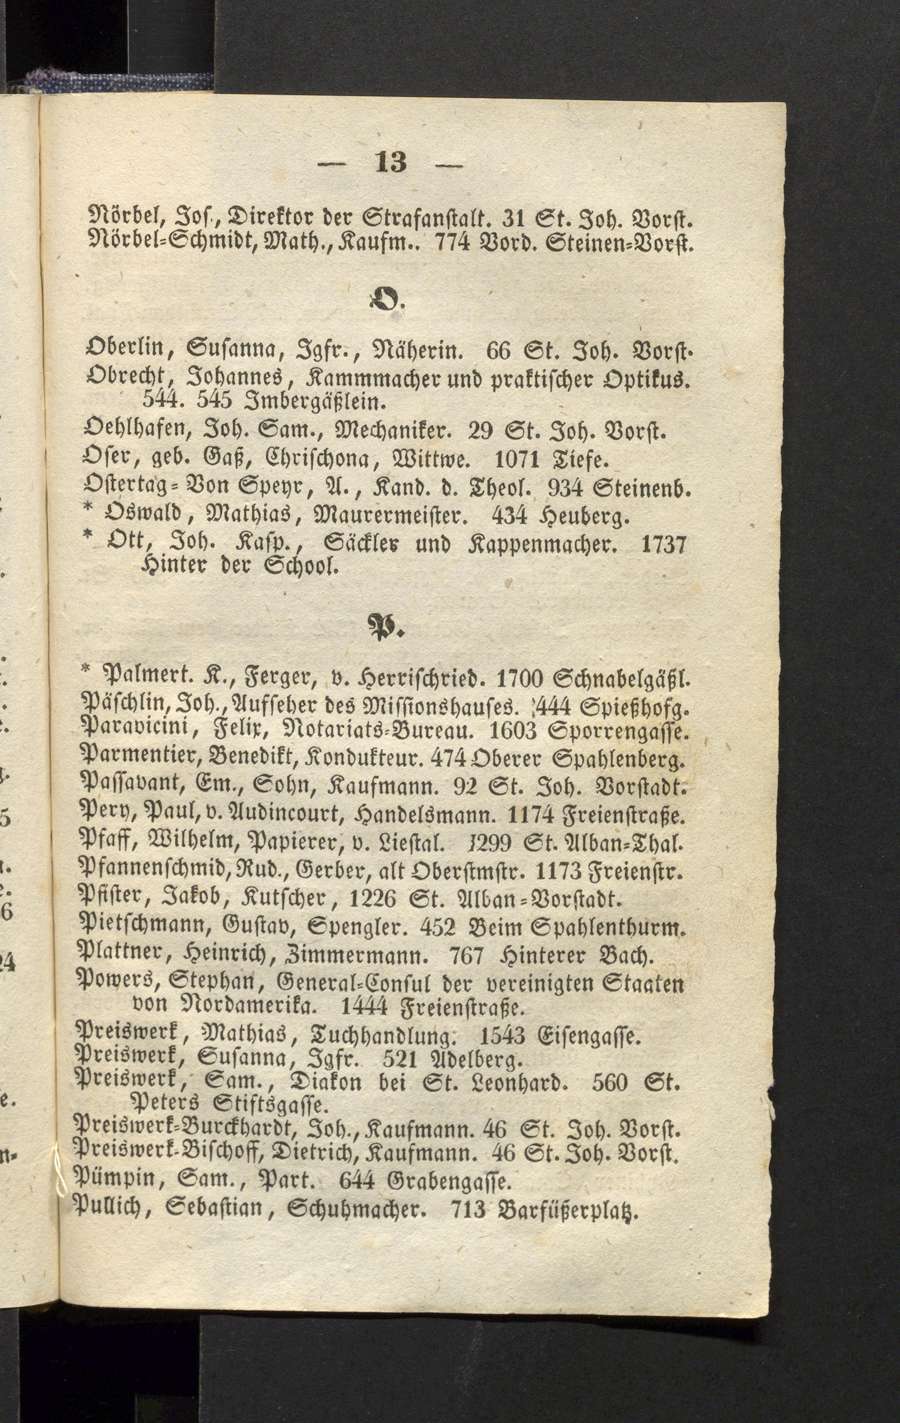 — 13 —
Nörbel, Jos., Direktor der Strafanstalt. 31 St. Joh. Vorst.
Nörbel-Schmidt, Math., Kaufm.. 774 Vord. Steinen-Vorst.
O.
Oberlin, Susanna, Igfr., Näherin. 66 St. Joh. Vorst.
Obrecht, Johannes, Kammmacher und praktischer Optikus.
544. 545 Imbergäßlein.
Oehlhafen, Joh. Sam., Mechaniker. 29 St. Joh. Vorst.
Oser, geb. Gaß, Chrischona, Wittwe. 1071 Tiefe.
Ostertag-Von Speyr, A., Kand. d. Theol. 934 Steinenb.
* Oswald, Mathias, Maurermeister. 434 Heuberg.
* Ott, Joh. Kasp., Säckler und Kappenmacher. 1737
Hinter der School.
P.
* Palmert. K., Ferger, v. Herrischried. 1700 Schnabelgäßl.
Päschlin, Joh., Aufseher des Missionshauses. 444 Spießhofg.
Paravicini, Felix, Notariats-Bureau. 1603 Sporrengasse.
Parmentier, Benedikt, Kondukteur. 474 Oberer Spahlenberg.
Passavant, Em., Sohn, Kaufmann. 92 St. Joh. Vorstadt.
Pery, Paul, v. Audincourt, Handelsmann. 1174 Freienstraße.
Pfaff, Wilhelm, Papierer, v. Liestal. 1299 St. Alban-Thal.
Pfannenschmid, Rud., Gerber, alt Oberstmstr. 1173 Freienstr.
Pfister, Jakob, Kutscher, 1226 St. Alban-Vorstadt.
Pietschmann, Gustav, Spengler. 452 Beim Spahlenthurm.
Plattner, Heinrich, Zimmermann. 767 Hinterer Bach.
Powers, Stephan, General-Consul der vereinigten Staaten
von Nordamerika. 1444 Freienstraße.
Preiswerk, Mathias, Tuchhandlung. 1543 Eisengasse.
Preiswerk, Susanna, Igfr. 521 Adelberg.
Preiswerk, Sam., Diakon bei St. Leonhard. 560 St.
Peters Stiftsgasse.
Preiswerk-Burckhardt, Joh., Kaufmann. 46 St. Joh. Vorst.
Preiswerk-Bischoff, Dietrich, Kaufmann. 46 St. Joh. Vorst.
Pümpin, Sam., Part. 644 Grabengasse.
Pullich, Sebastian, Schuhmacher. 713 Barfüßerplatz.